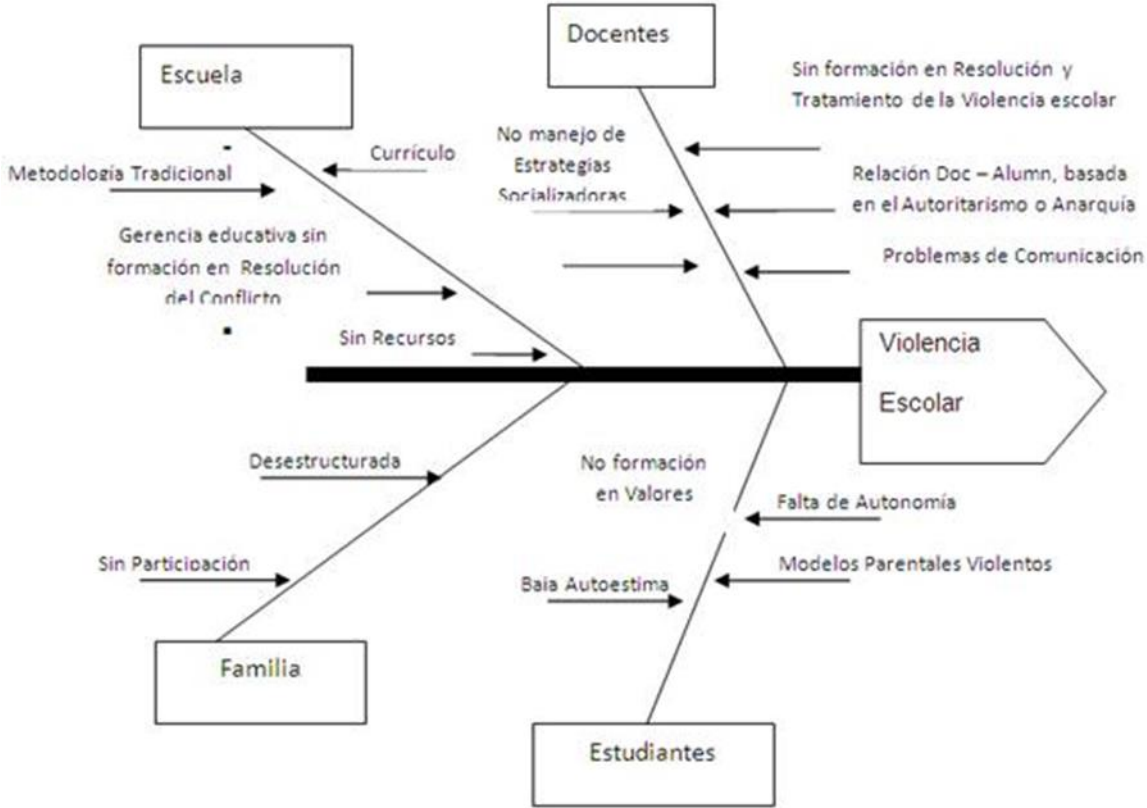 Escuela
Metodología Tradicional
Currículo
Gerencia educativa sin
formación en Resolución
del Conflicto
Sin Recursos
Docentes
No manejo de
Estrategias
Socializadoras
Sin formación en Resolución y
Tratamiento de la Violencia escolar
Relación Doc – Alumn, basada
en el Autoritarismo o Anarquía
Problemas de Comunicación
Violencia
Escolar
Desestructurada
Sin Participación
Familia
No formación
en Valores
Falta de Autonomía
Modelos Parentales Violentos
Baja Autoestima
Estudiantes